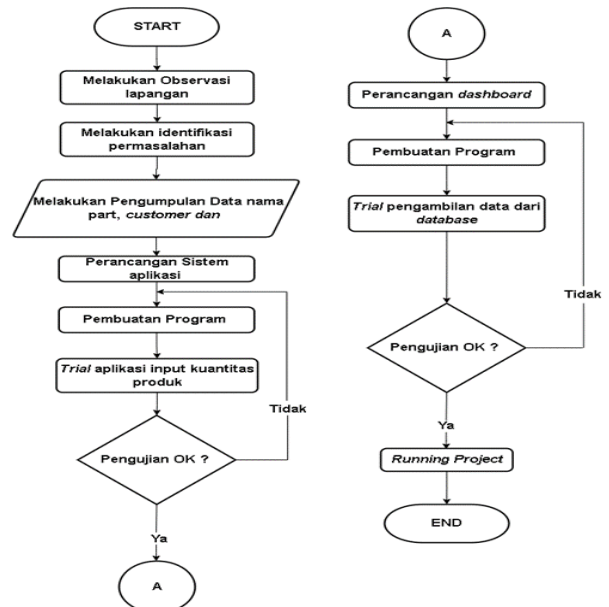 START
Melakukan Observasi
lapangan
Melakukan identifikasi
permasalahan
Melakukan Pengumpulan Data nama
part, customer dan
Perancangan Sistem
aplikasi
Pembuatan Program
Trial aplikasi input kuantitas
produk
Tidak
Pengujian OK ?
Ya
A
A
Perancangan dashboard
Pembuatan Program
Trial pengambilan data dari
database
Tidak
Pengujian OK ?
Ya
Running Project
END